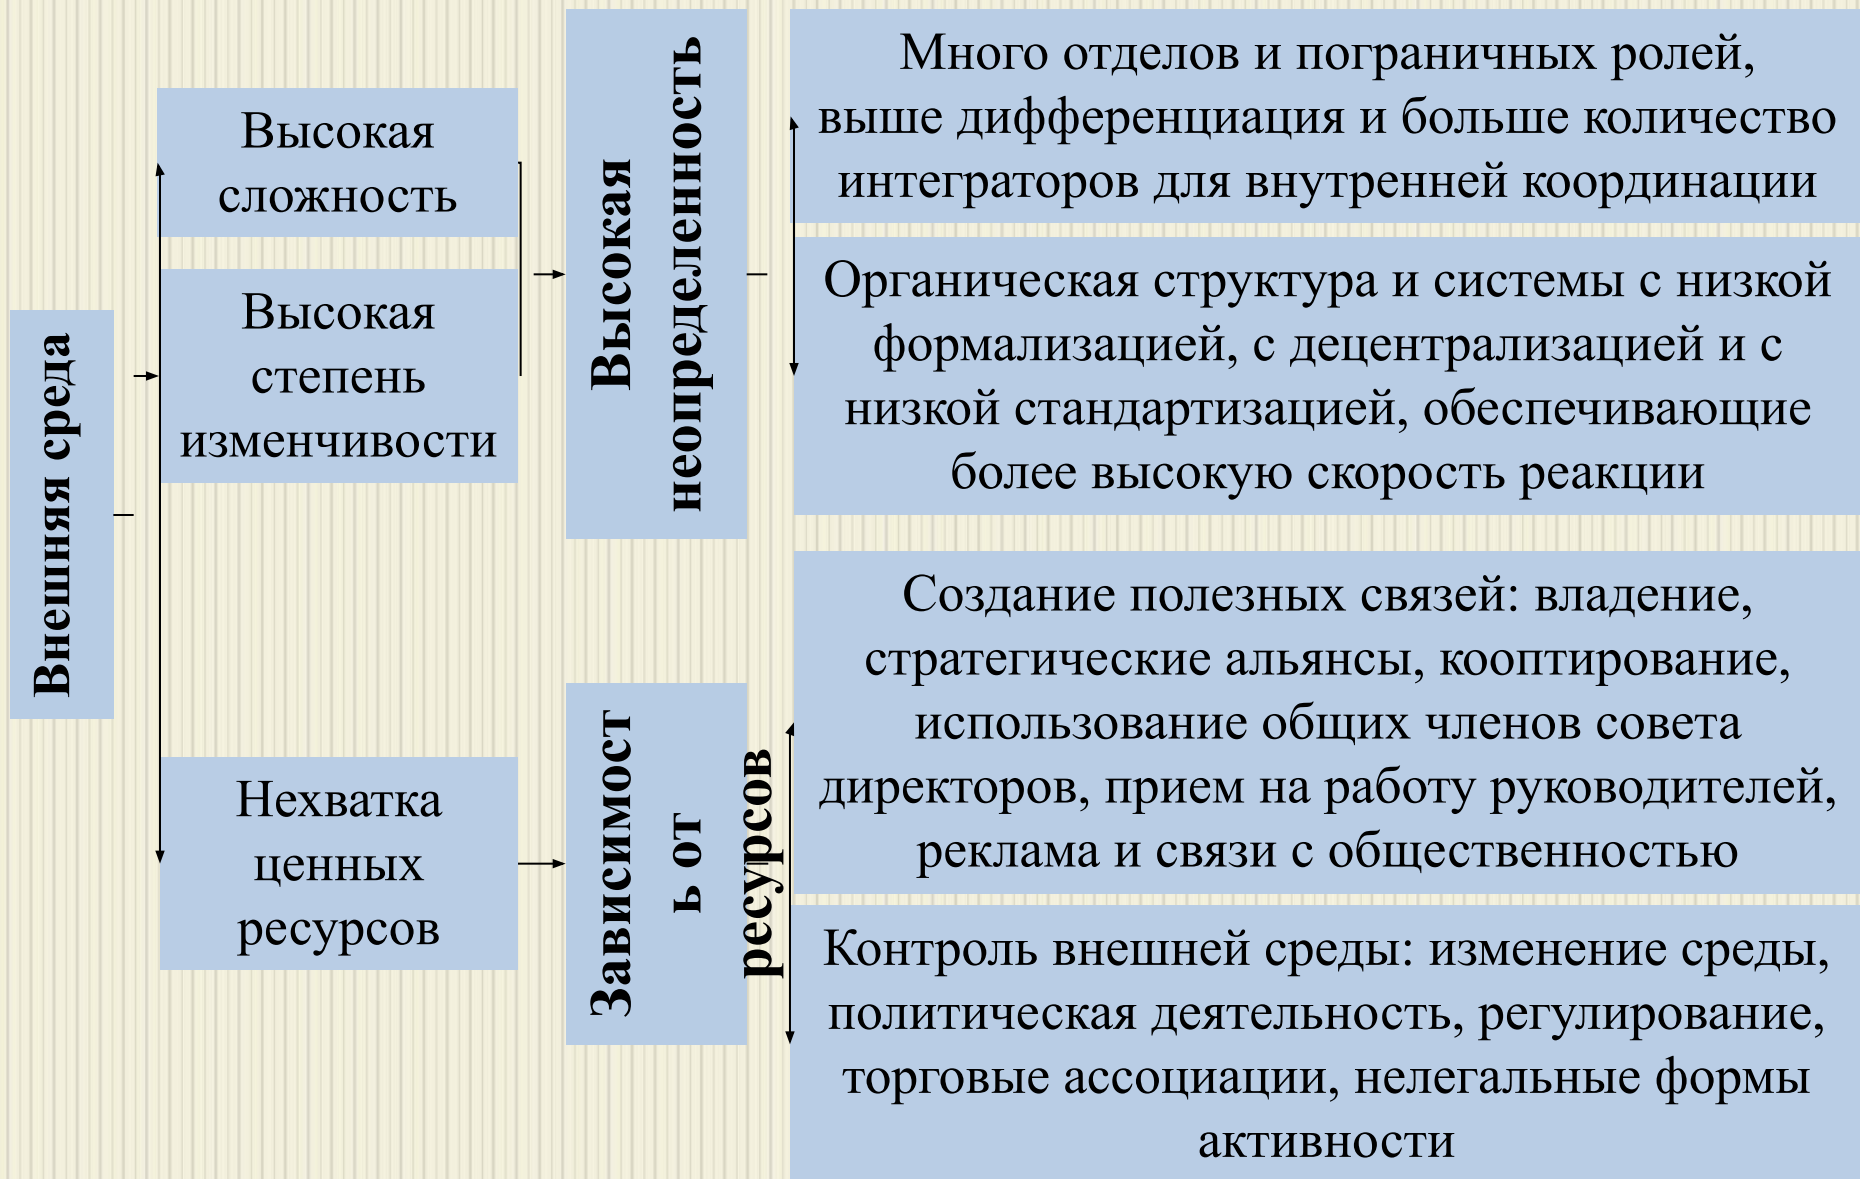 Внешняя среда
Высокая
сложность
Высокая
степень
изменчивости
Нехватка
ценных
ресурсов
Высокая
неопределенность
Зависимост
ь от
ресурсов
Много отделов и пограничных ролей,
выше дифференциация и больше количество
интеграторов для внутренней координации
Органическая структура и системы с низкой
формализацией, с децентрализацией и с
низкой стандартизацией, обеспечивающие
более высокую скорость реакции
Создание полезных связей: владение,
стратегические альянсы, кооптирование,
использование общих членов совета
директоров, прием на работу руководителей,
реклама и связи с общественностью
Контроль внешней среды: изменение среды,
политическая деятельность, регулирование,
торговые ассоциации, нелегальные формы
активности